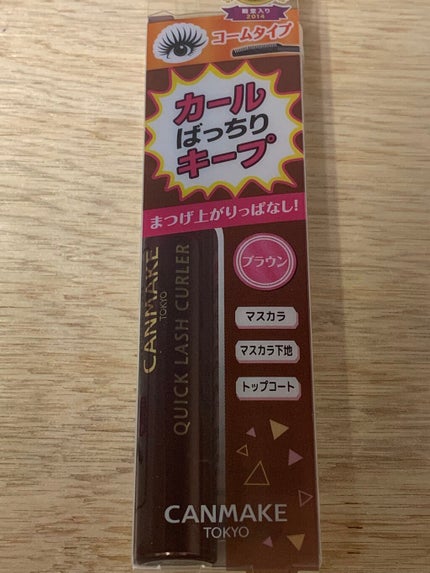 殿堂入り
2014
コームタイプ
カール
ばっちり
キープ
まつげ上がりっぱなし!
ブラウン
マスカラ
マスカラ下地
トップコート
CANMAKE
TOKYO
QUICK LASH CURLER
CANMAKE
TOKYO